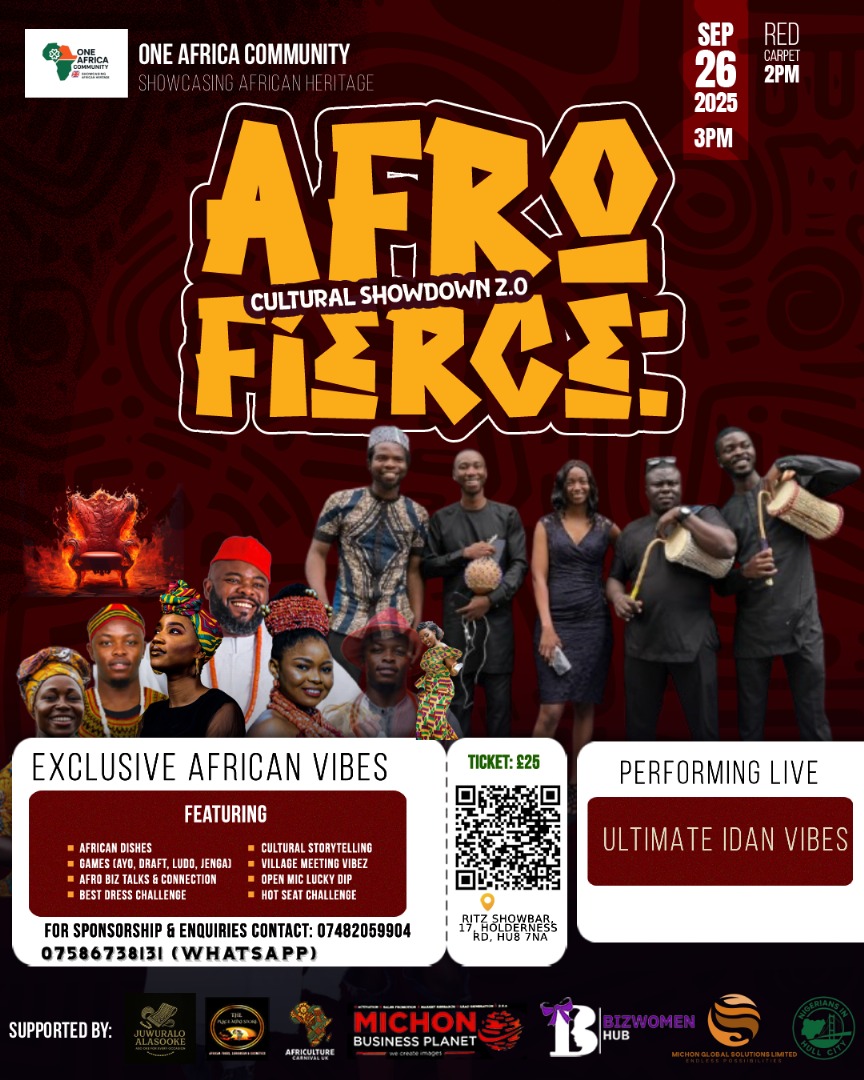 ONE AFRICA COMMUNITY
ONE AFRICA COMMUNITY
SHOWCASING AFRICAN HERITAGE
SEP
26
2025
3PM
RED
CARPET
2PM
AFRO
CULTURAL SHOWDOWN 2.0
FIERCE
EXCLUSIVE AFRICAN VIBES
FEATURING
AFRICAN DISHES
GAMES (AYO, DRAFT, LUDO, JENGA)
AFRO BIZ TALKS & CONNECTION
BEST DRESS CHALLENGE
CULTURAL STORYTELLING
VILLAGE MEETING VIBEZ
OPEN MIC LUCKY DIP
HOT SEAT CHALLENGE
FOR SPONSORSHIP & ENQUIRIES CONTACT: 07482059904
07586738131 (WHATSAPP)
TICKET: £25
RITZ SHOWBAR,
17, HOLDERNESS
RD, HU8 7NA
PERFORMING LIVE
ULTIMATE IDAN VIBES
SUPPORTED BY:
JUWURALO
ALASOOKE
AFRICULTURE
CARNIVAL UK
MICHON
BUSINESS PLANET
we create images
B BIZWOMEN
HUB
MICHON GLOBAL SOLUTIONS LIMITED
ENDLESS POSSIBILITIES
NIGERIANS IN
HULL CITY